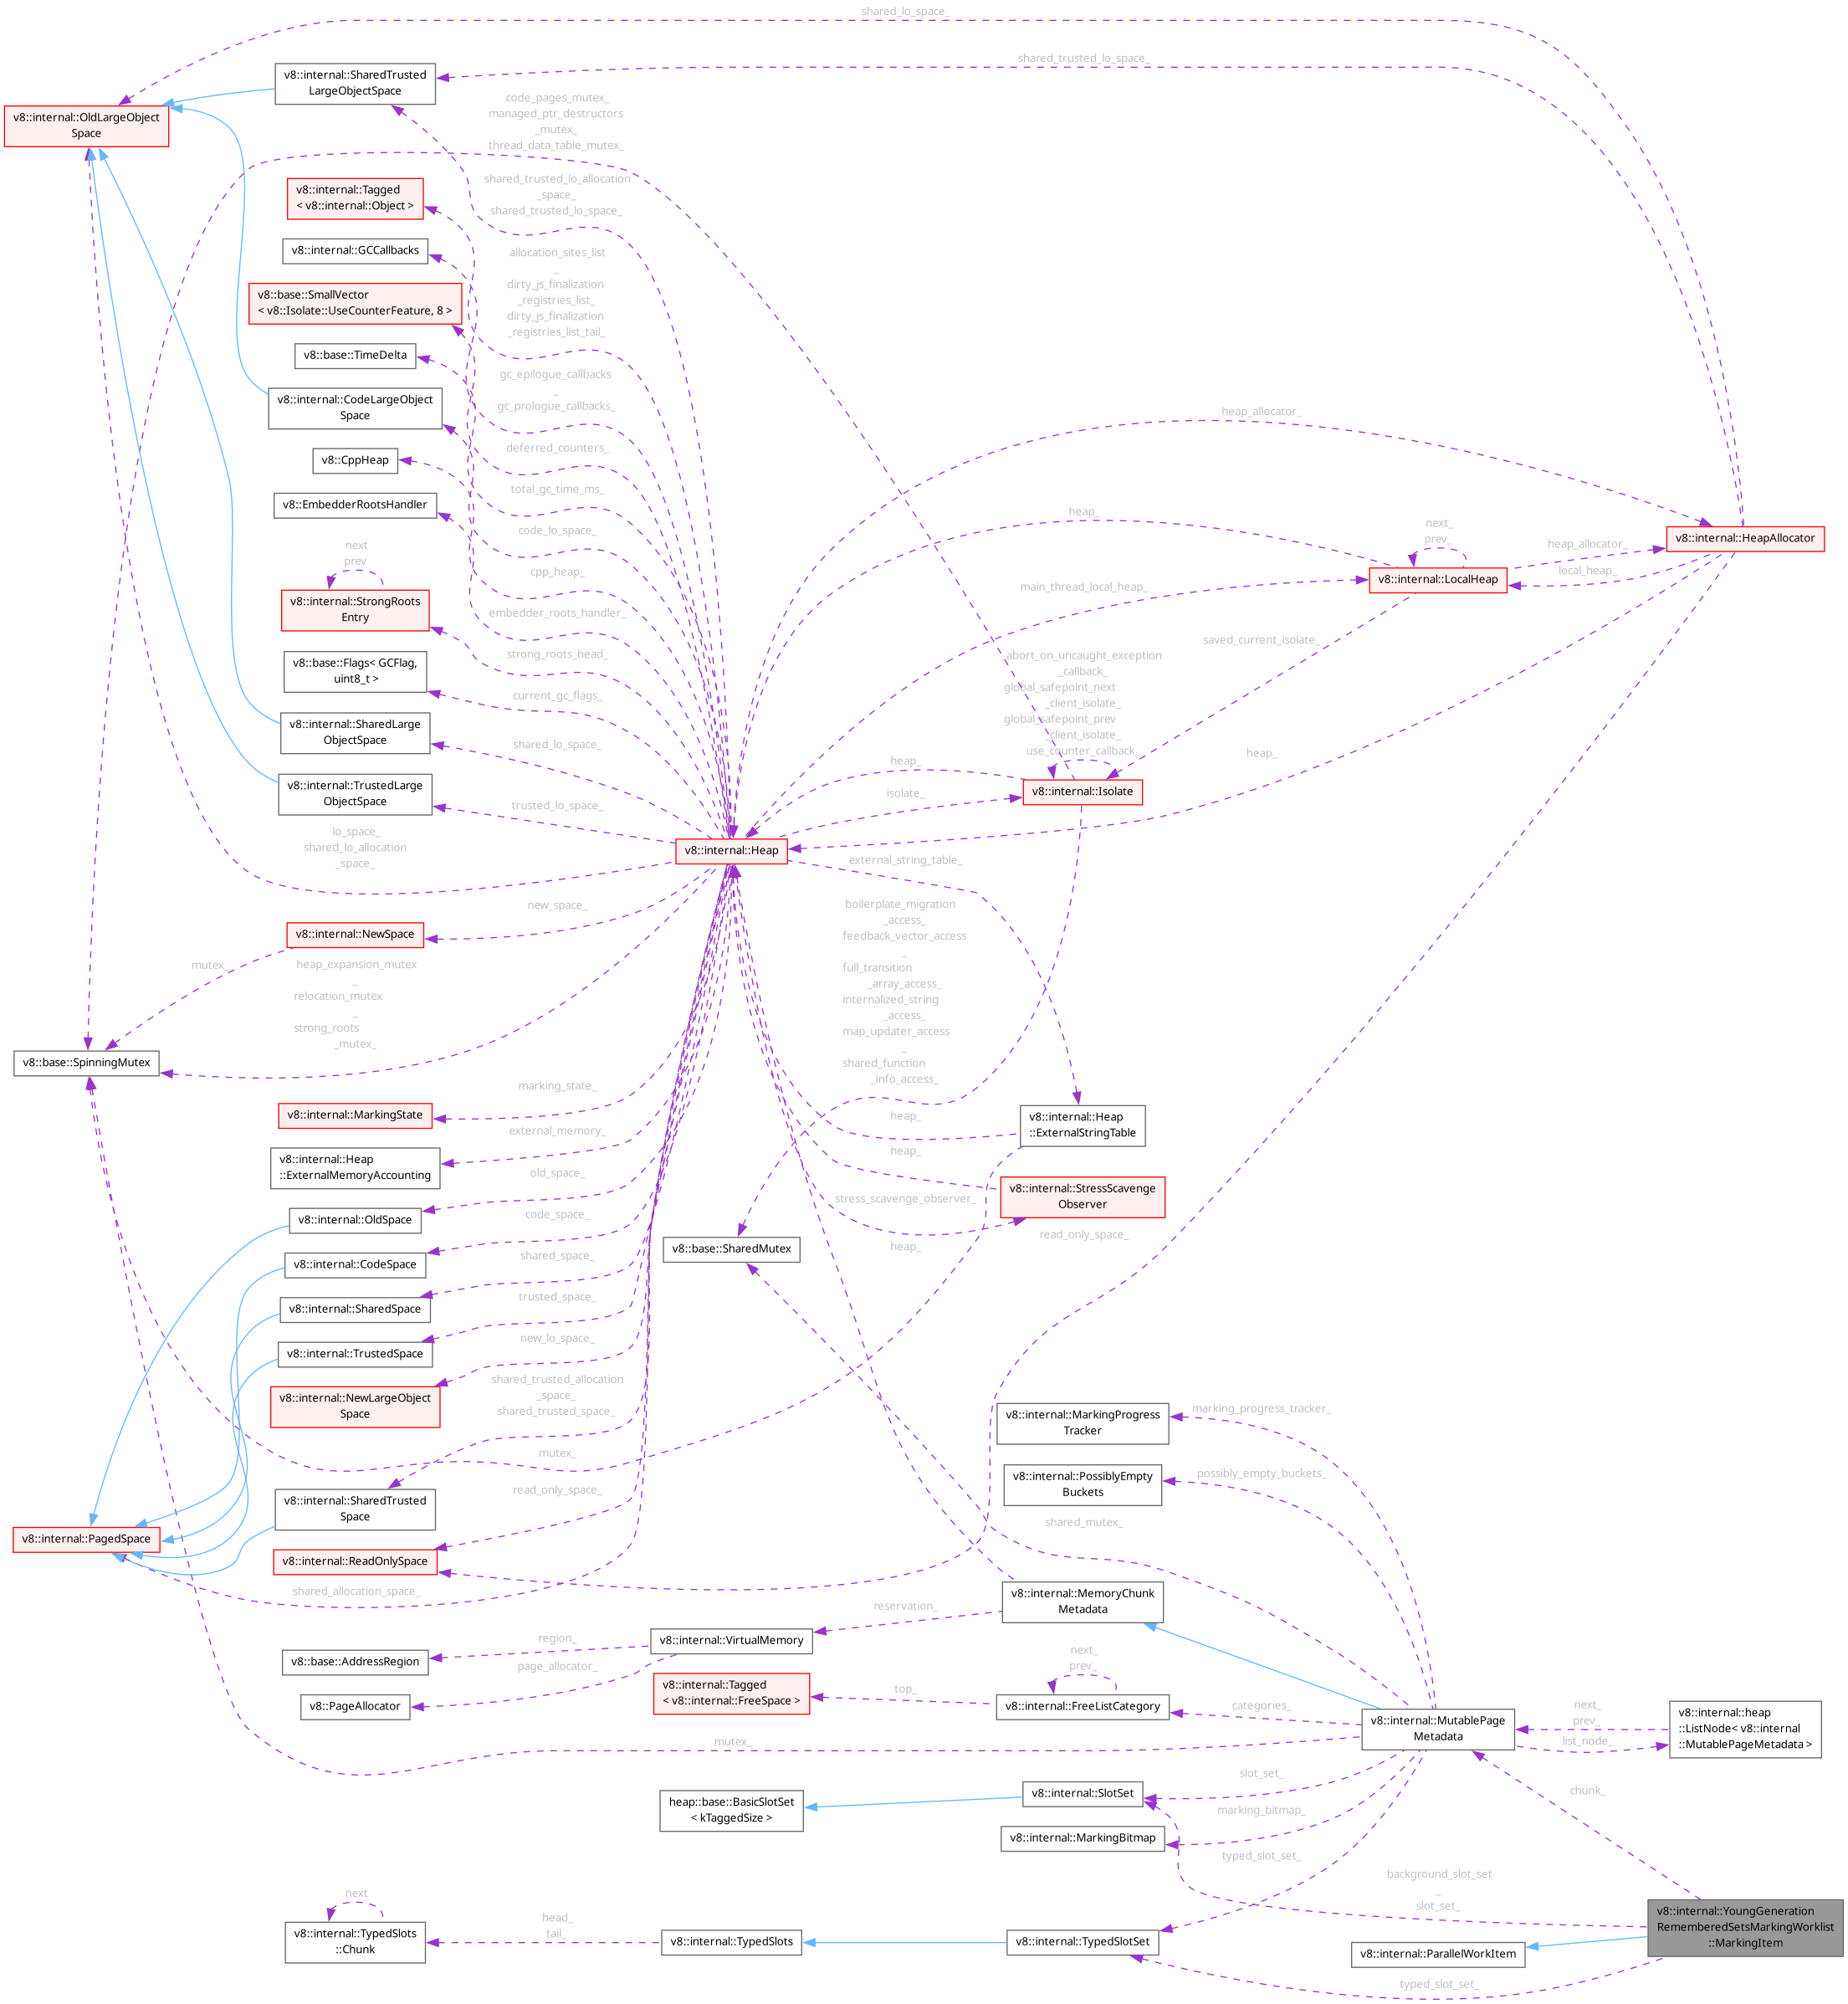 shared_lo_space_
v8::internal::SharedTrusted
LargeObjectSpace
shared_trusted_lo_space_
v8::internal::OldLargeObject
Space
code_pages_mutex_
managed_ptr_destructors
_mutex_
thread_data_table_mutex_
v8::internal::Tagged
< v8::internal::Object >
shared_trusted_lo_allocation
_space_
shared_trusted_lo_space_
v8::internal::GCCallbacks
allocation_sites_list
_
dirty_js_finalization
_registries_list_
dirty_js_finalization
_registries_list_tail_
v8::base::SmallVector
< v8::Isolate::UseCounterFeature, 8 >
v8::base::TimeDelta
gc_epilogue_callbacks
_
gc_prologue_callbacks_
v8::internal::CodeLargeObject
Space
heap_allocator_
v8::CppHeap
deferred_counters_
v8::EmbedderRootsHandler
total_gc_time_ms_
code_lo_space_
heap_
next_
prev_
heap_allocator_
v8::internal::HeapAllocator
next
prev
cpp_heap_
v8::internal::LocalHeap
local_heap_
v8::internal::StrongRoots
Entry
embedder_roots_handler_
main_thread_local_heap_
strong_roots_head_
saved_current_isolate_
v8::base::Flags< GCFlag,
uint8_t >
current_gc_flags_
abort_on_uncaught_exception
_callback_
global_safepoint_next
_client_isolate_
global_safepoint_prev
_client_isolate_
use_counter_callback_
v8::internal::SharedLarge
ObjectSpace
shared_lo_space_
heap_
heap_
v8::internal::TrustedLarge
ObjectSpace
trusted_lo_space_
isolate_
v8::internal::Isolate
lo_space_
shared_lo_allocation
_space_
v8::internal::Heap
external_string_table_
v8::internal::NewSpace
new_space_
boilerplate_migration
_access_
feedback_vector_access
_
full_transition
_array_access_
internalized_string
_access_
map_updater_access
_
shared_function
_info_access_
mutex_
heap_expansion_mutex
_
relocation_mutex
_
strong_roots
_mutex_
v8::base::SpinningMutex
v8::internal::MarkingState
marking_state_
v8::internal::Heap
::ExternalStringTable
heap_
v8::internal::Heap
::ExternalMemoryAccounting
external_memory_
heap_
old_space_
v8::internal::StressScavenge
Observer
stress_scavenge_observer_
v8::internal::OldSpace
code_space_
v8::base::SharedMutex
heap_
read_only_space_
v8::internal::CodeSpace
shared_space_
v8::internal::SharedSpace
trusted_space_
v8::internal::TrustedSpace
new_lo_space_
v8::internal::NewLargeObject
Space
shared_trusted_allocation
_space_
shared_trusted_space_
v8::internal::MarkingProgress
Tracker
marking_progress_tracker_
mutex_
v8::internal::PossiblyEmpty
Buckets
possibly_empty_buckets_
v8::internal::SharedTrusted
Space
read_only_space_
shared_mutex_
v8::internal::PagedSpace
v8::internal::ReadOnlySpace
shared_allocation_space_
v8::internal::MemoryChunk
Metadata
reservation_
v8::internal::VirtualMemory
region_
v8::base::AddressRegion
page_allocator_
v8::PageAllocator
v8::internal::Tagged
< v8::internal::FreeSpace >
top_
next_
prev_
v8::internal::FreeListCategory
categories_
v8::internal::MutablePage
Metadata
next_
prev_
list_node_
v8::internal::heap
::ListNode< v8::internal
::MutablePageMetadata >
mutex_
heap::base::BasicSlotSet
< kTaggedSize >
v8::internal::SlotSet
slot_set_
chunk_
v8::internal::MarkingBitmap
marking_bitmap_
typed_slot_set_
background_slot_set
_
slot_set_
next
v8::internal::TypedSlots
::Chunk
head_
tail_
v8::internal::TypedSlots
v8::internal::TypedSlotSet
v8::internal::ParallelWorkItem
v8::internal::YoungGeneration
RememberedSetsMarkingWorklist
::MarkingItem
typed_slot_set_